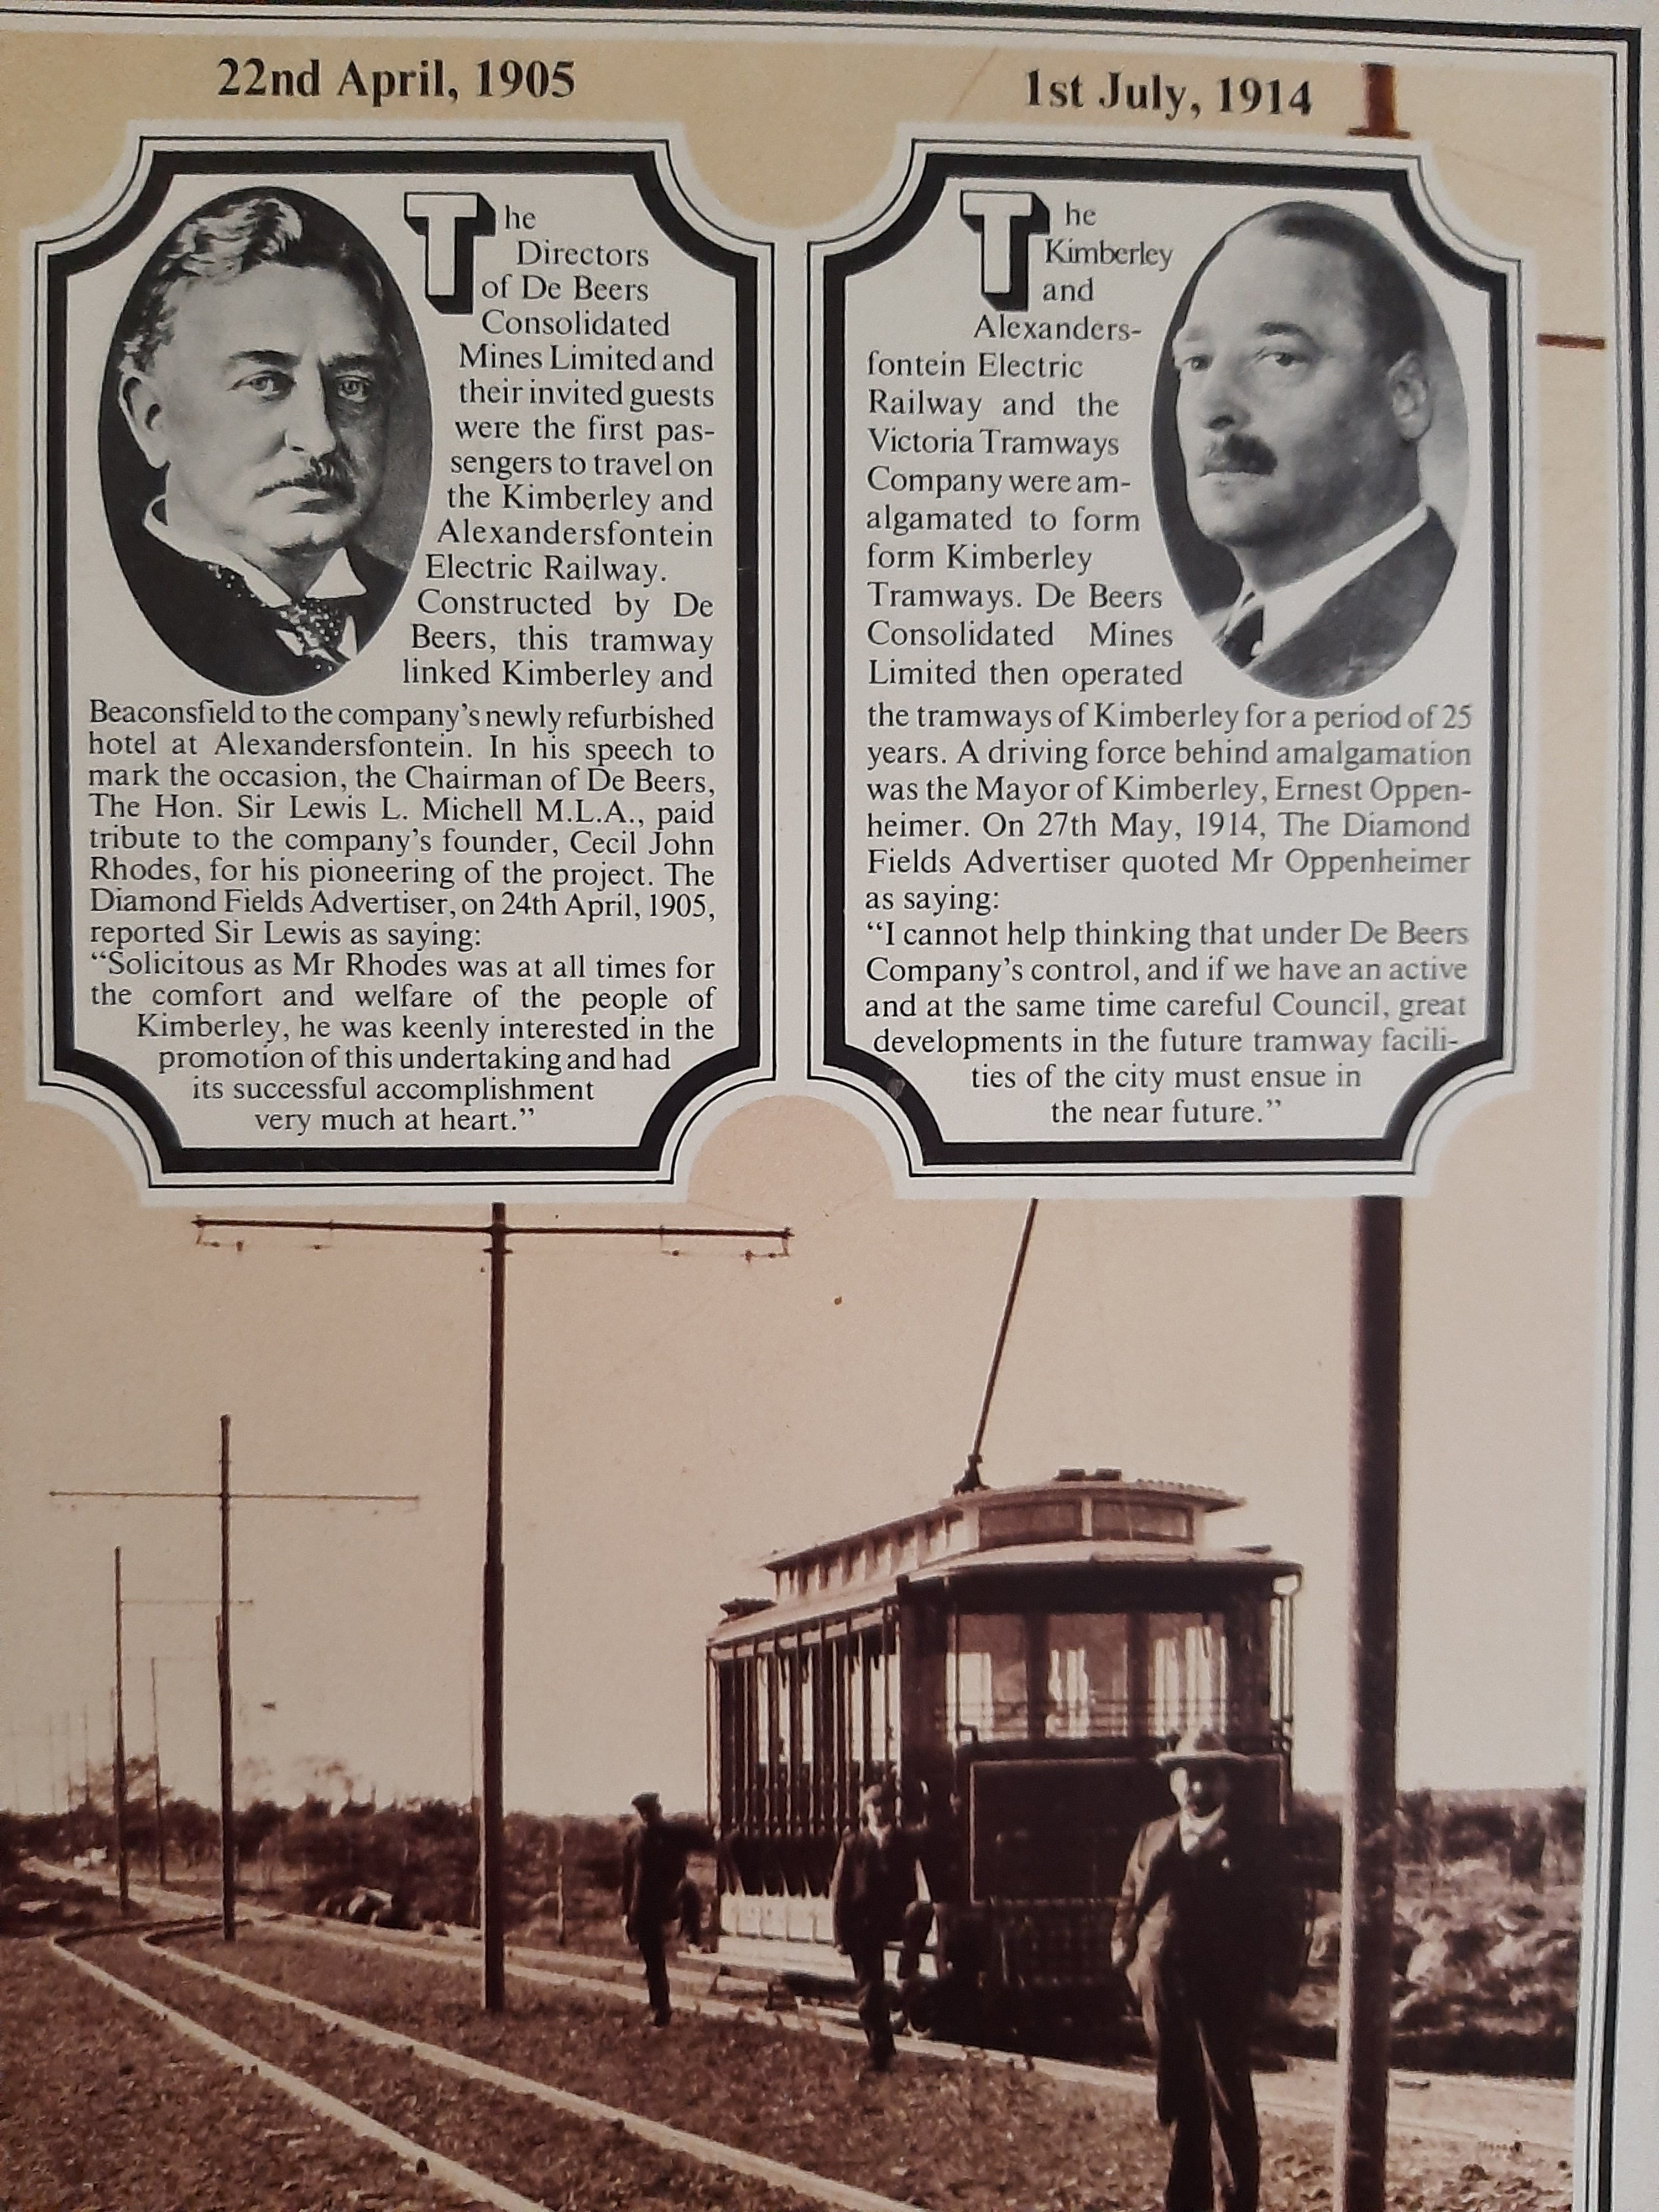 22nd April, 1905
The
Directors
of De Beers
Consolidated
Mines Limited and
their invited guests
were the first pas-
sengers to travel on
the Kimberley and
Alexandersfontein
Electric Railway.
Constructed by De
Beers, this tramway
linked Kimberley and
Beaconsfield to the company's newly refurbished
hotel at Alexandersfontein. In his speech to
mark the occasion, the Chairman of De Beers,
The Hon. Sir Lewis L. Michell M.L.A., paid
tribute to the company's founder, Cecil John
Rhodes, for his pioneering of the project. The
Diamond Fields Advertiser, on 24th April, 1905,
reported Sir Lewis as saying:
“Solicitous as Mr Rhodes was at all times for
the comfort and welfare of the people of
Kimberley, he was keenly interested in the
promotion of this undertaking and had
its successful accomplishment
very much at heart.”
1st July, 1914
The
Kimberley
and
Alexanders-
fontein Electric
Railway and the
Victoria Tramways
Company were am-
algamated to form
form Kimberley
Tramways. De Beers
Consolidated Mines
Limited then operated
the tramways of Kimberley for a period of 25
years. A driving force behind amalgamation
was the Mayor of Kimberley, Ernest Oppen-
heimer. On 27th May, 1914, The Diamond
Fields Advertiser quoted Mr Oppenheimer
as saying:
“I cannot help thinking that under De Beers
Company's control, and if we have an active
and at the same time careful Council, great
developments in the future tramway facili-
ties of the city must ensue in
the near future.”